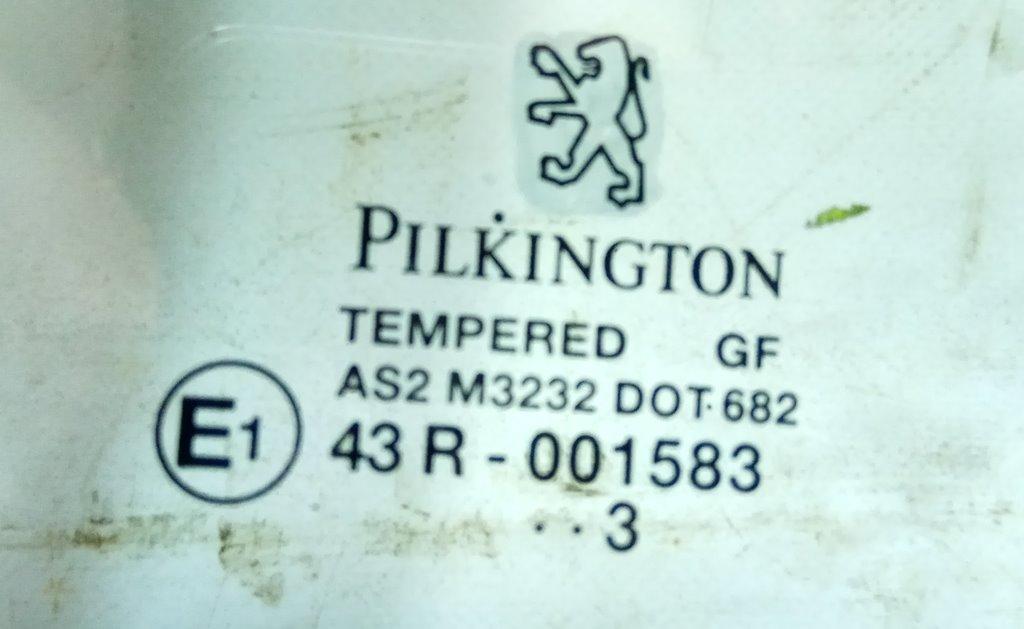 PILKINGTON
TEMPERED GF
AS2 M3232 DOT·682
E1
43 R - 001583
· · 3